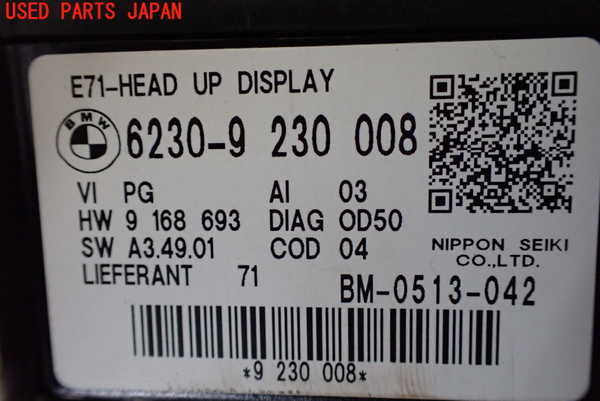 USED PARTS JAPAN
E71-HEAD UP DISPLAY
BMW 6230-9 230 008
VI PG AI 03
HW 9 168 693 DIAG OD50
SW A3.49.01 COD 04
NIPPON SEIKI
CO.,LTD.
LIEFERANT 71
BM-0513-042
*9 230 008*